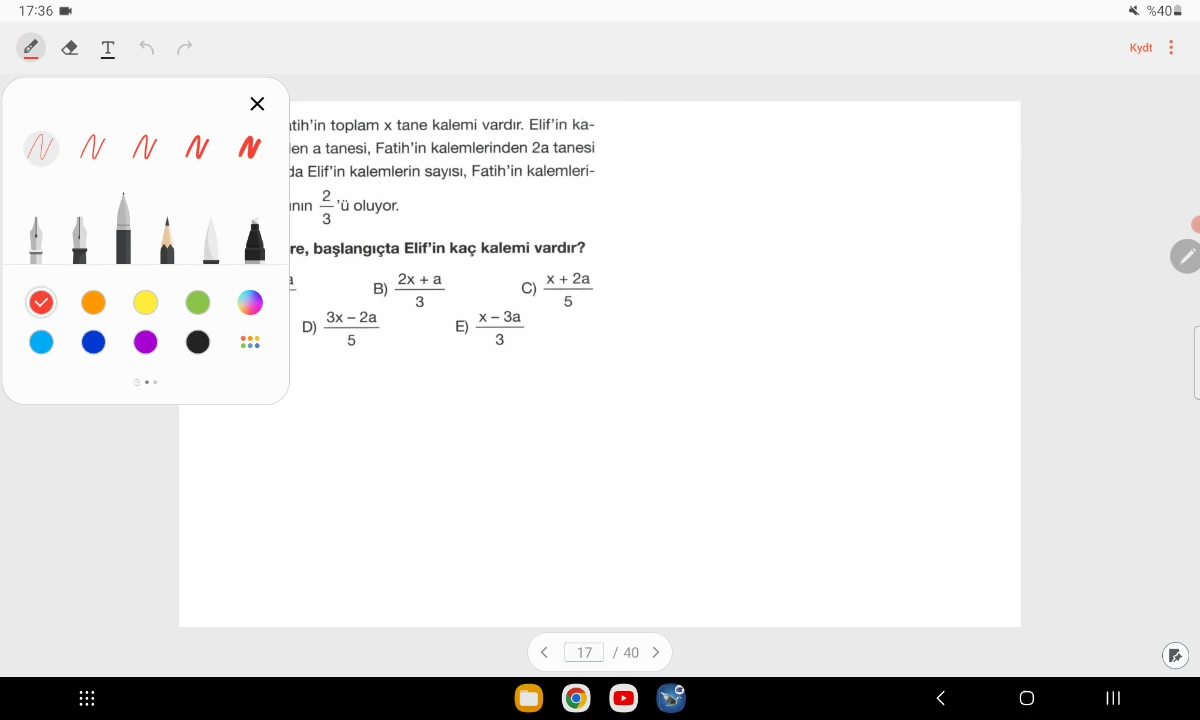 17:36
%40
T
Kydt
tih'in toplam x tane kalemi vardır. Elif'in ka-
en a tanesi, Fatih'in kalemlerinden 2a tanesi
da Elif'in kalemlerin sayısı, Fatih'in kalemleri-
nın 2/3 'ü oluyor.
re, başlangıçta Elif'in kaç kalemi vardır?
a B) 2x + a / 3 C) x + 2a / 5
D) 3x – 2a / 5 E) x – 3a / 3
17 / 40